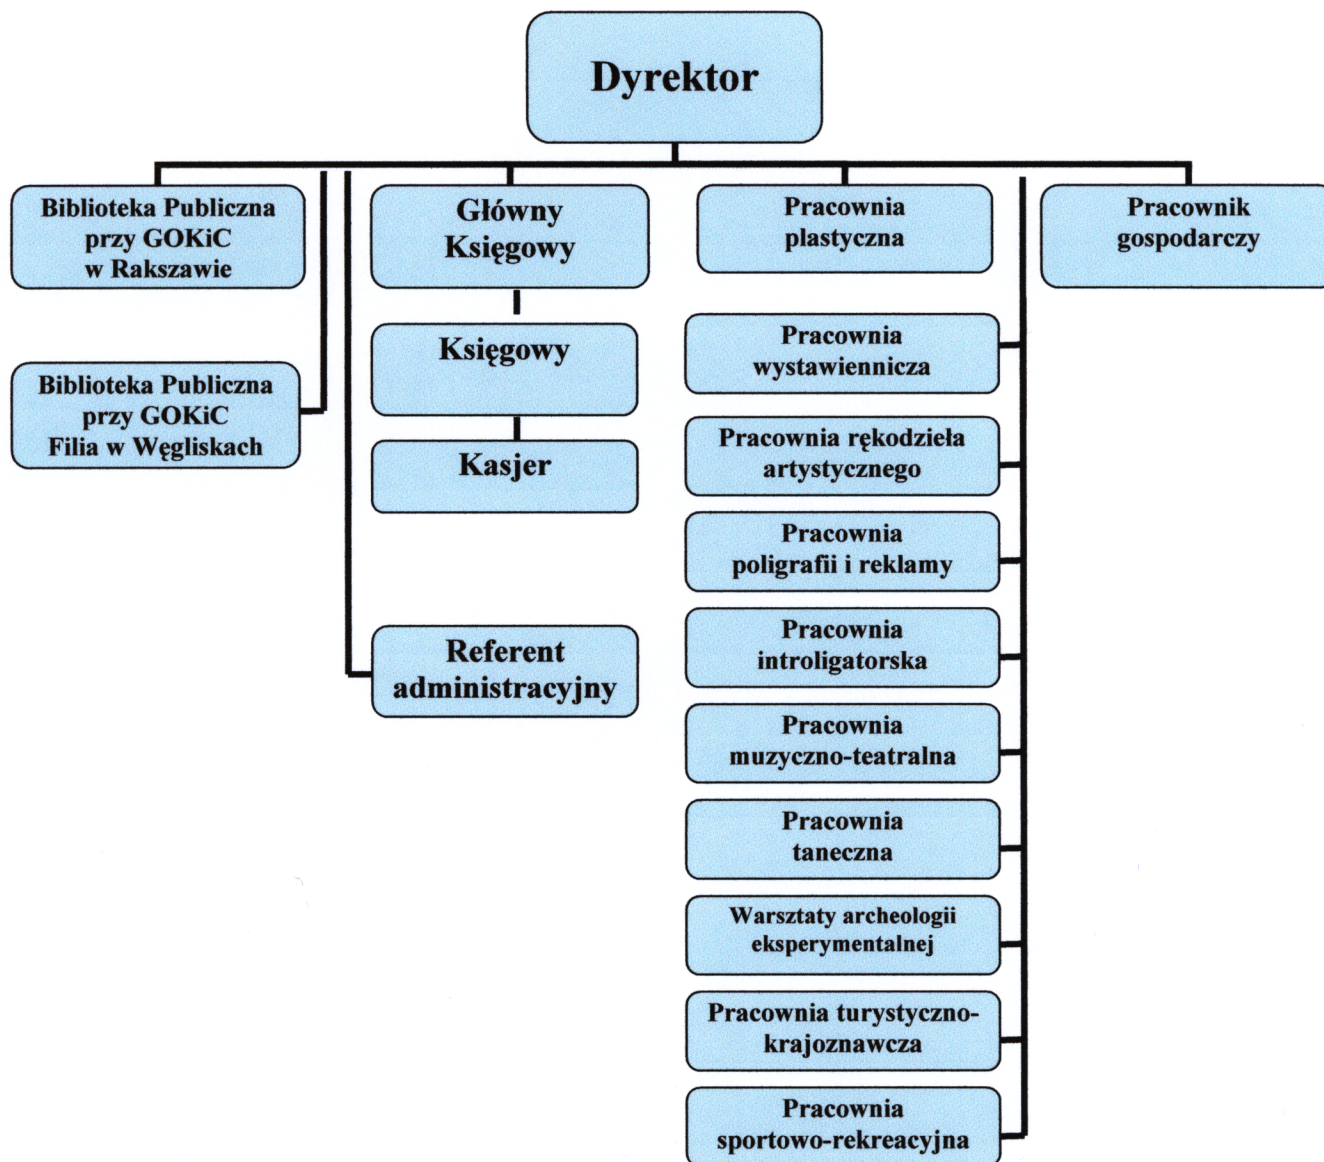 Dyrektor
Biblioteka Publiczna
przy GOKiC
w Rakszawie
Główny
Księgowy
Pracownia
plastyczna
Pracownik
gospodarczy
Biblioteka Publiczna
przy GOKiC
Filia w Węgliskach
Księgowy
Kasjer
Referent
administracyjny
Pracownia
wystawiennicza
Pracownia rękodzieła
artystycznego
Pracownia
poligrafii i reklamy
Pracownia
introligatorska
Pracownia
muzyczno-teatralna
Pracownia
taneczna
Warsztaty archeologii
eksperymentalnej
Pracownia turystyczno-
krajoznawcza
Pracownia
sportowo-rekreacyjna